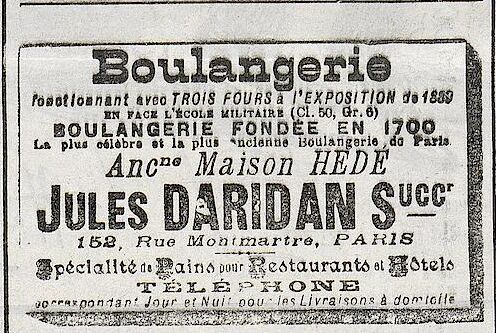 Boulangerie
fonctionnant avec TROIS FOURS à l'EXPOSITION de 1889
EN FACE L'ÉCOLE MILITAIRE (Cl. 50, Gr. 6)
BOULANGERIE FONDÉE EN 1700
La plus célèbre et la plus ancienne Boulangerie de Paris
Ancne Maison HÉDÉ
JULES DARIDAN Succr
152, Rue Montmartre, PARIS
Spécialité de Pains pour Restaurants et Hôtels
TÉLÉPHONE
correspondant Jour et Nuit pour les Livraisons à domicile